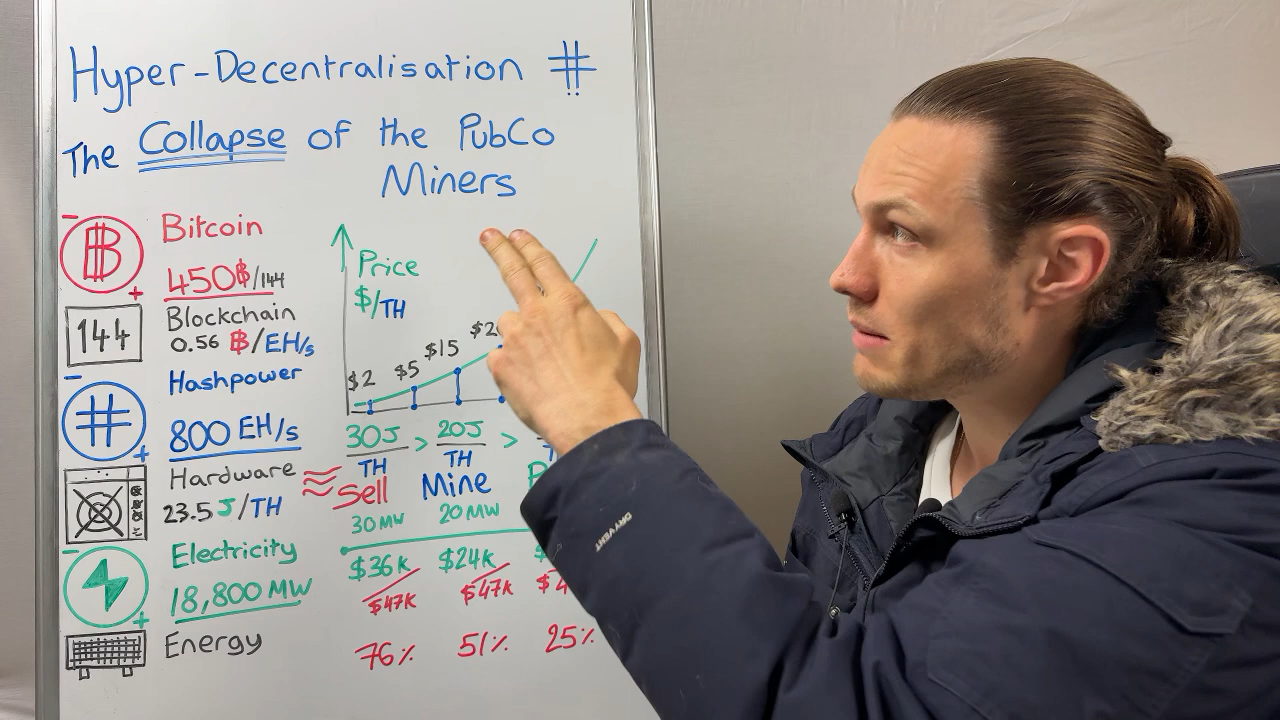 Hyper-Decentralisation #
The Collapse of the PubCo
Miners
B
Bitcoin
450₿/144
144
Blockchain
0.56 ₿/EH/s
#
Hashpower
800 EH/s
Hardware
23.5 J/TH
Electricity
18,800 MW
Energy
Price
$/TH
$2 $5 $15
30J > 20J >
TH TH
Sell Mine
30MW 20MW
$36K $24K
$47K $47K
76% 51% 25%
DRYVENT